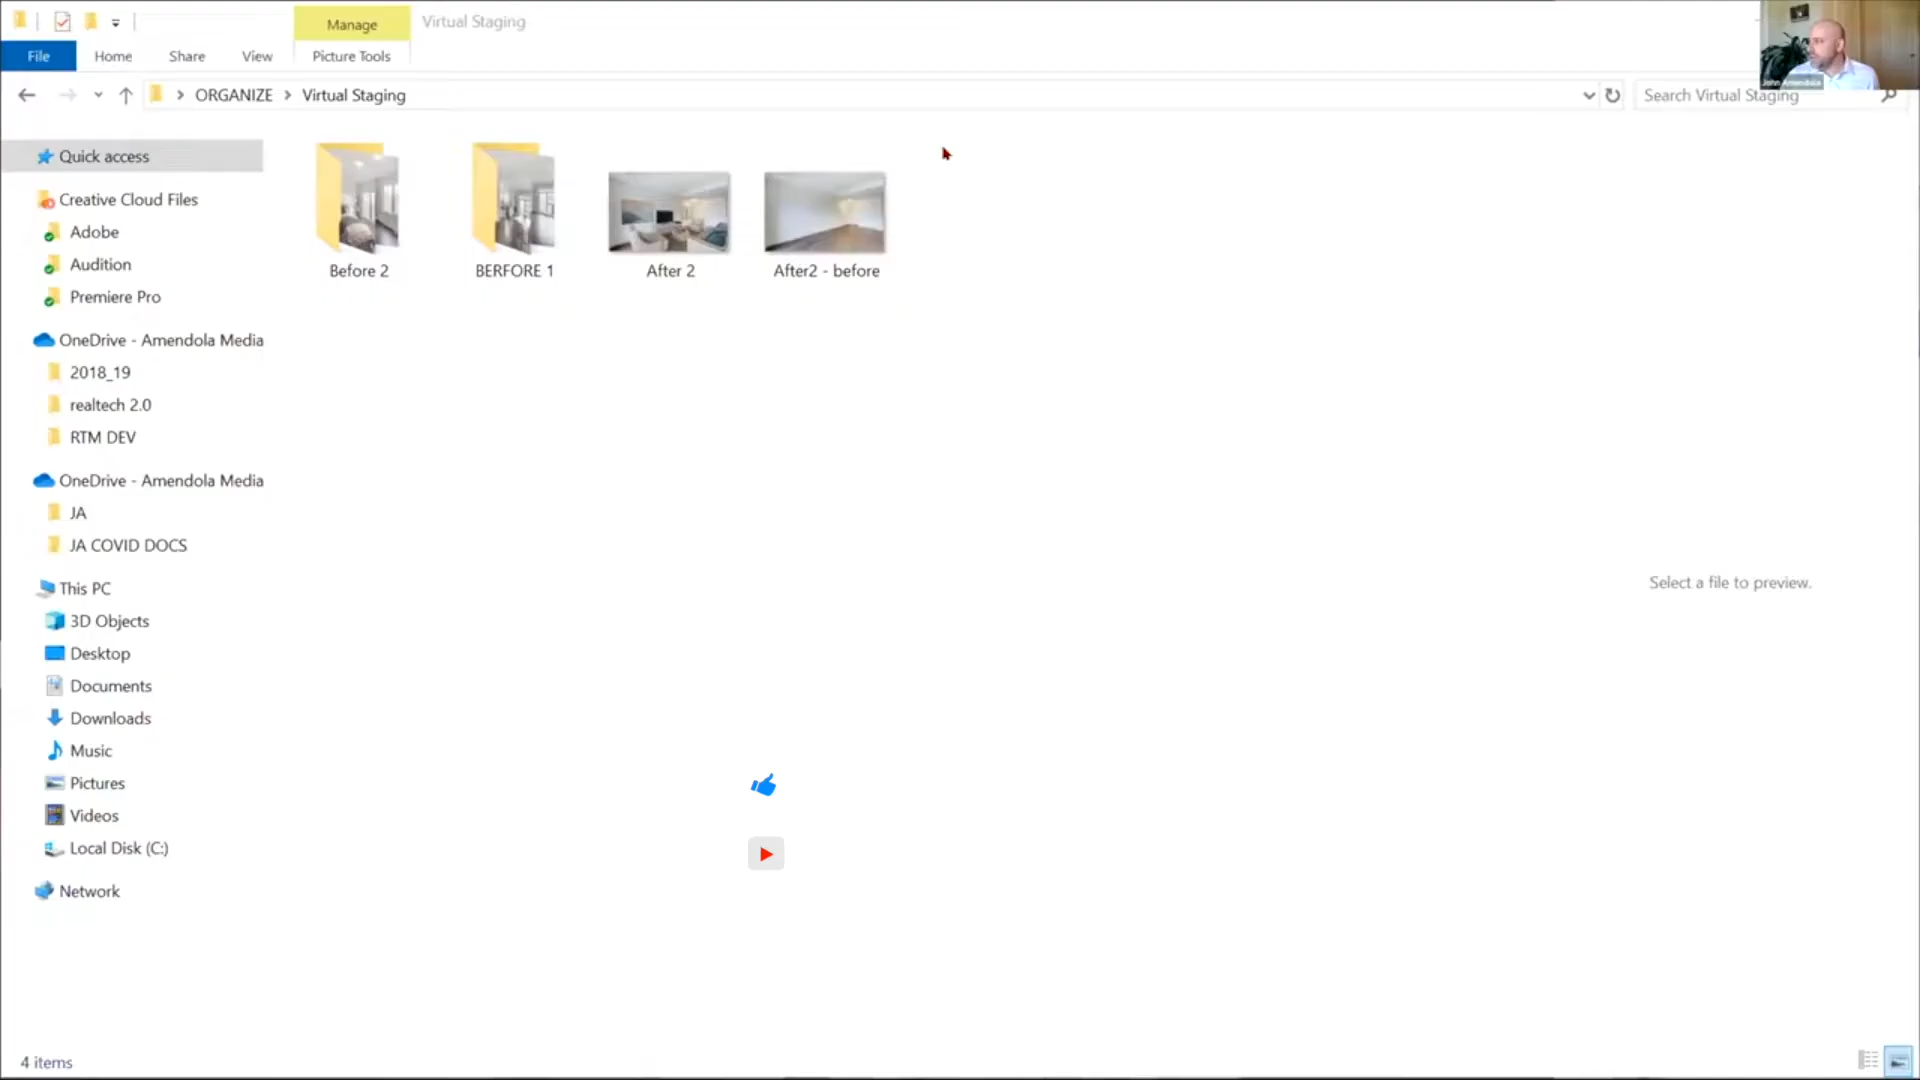 Manage
Virtual Staging
File
Home
Share
View
Picture Tools
ORGANIZE
Virtual Staging
Search Virtual Staging
John Amendola
Quick access
Creative Cloud Files
Adobe
Audition
Premiere Pro
OneDrive - Amendola Media
2018_19
realtech 2.0
RTM DEV
OneDrive - Amendola Media
JA
JA COVID DOCS
This PC
3D Objects
Desktop
Documents
Downloads
Music
Pictures
Videos
Local Disk (C:)
Network
Before 2
BERFORE 1
After 2
After2 - before
Select a file to preview.
4 items